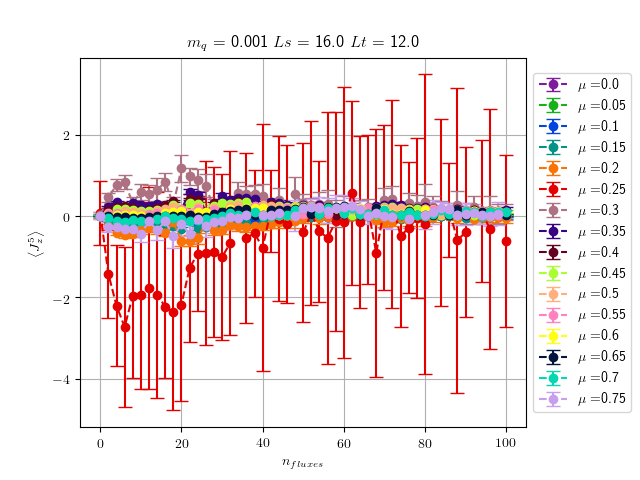 m_q = 0.001 Ls = 16.0 Lt = 12.0
2
0
−2
−4
⟨J_z^5⟩
0 20 40 60 80 100
n_{fluxes}
μ =0.0
μ =0.05
μ =0.1
μ =0.15
μ =0.2
μ =0.25
μ =0.3
μ =0.35
μ =0.4
μ =0.45
μ =0.5
μ =0.55
μ =0.6
μ =0.65
μ =0.7
μ =0.75